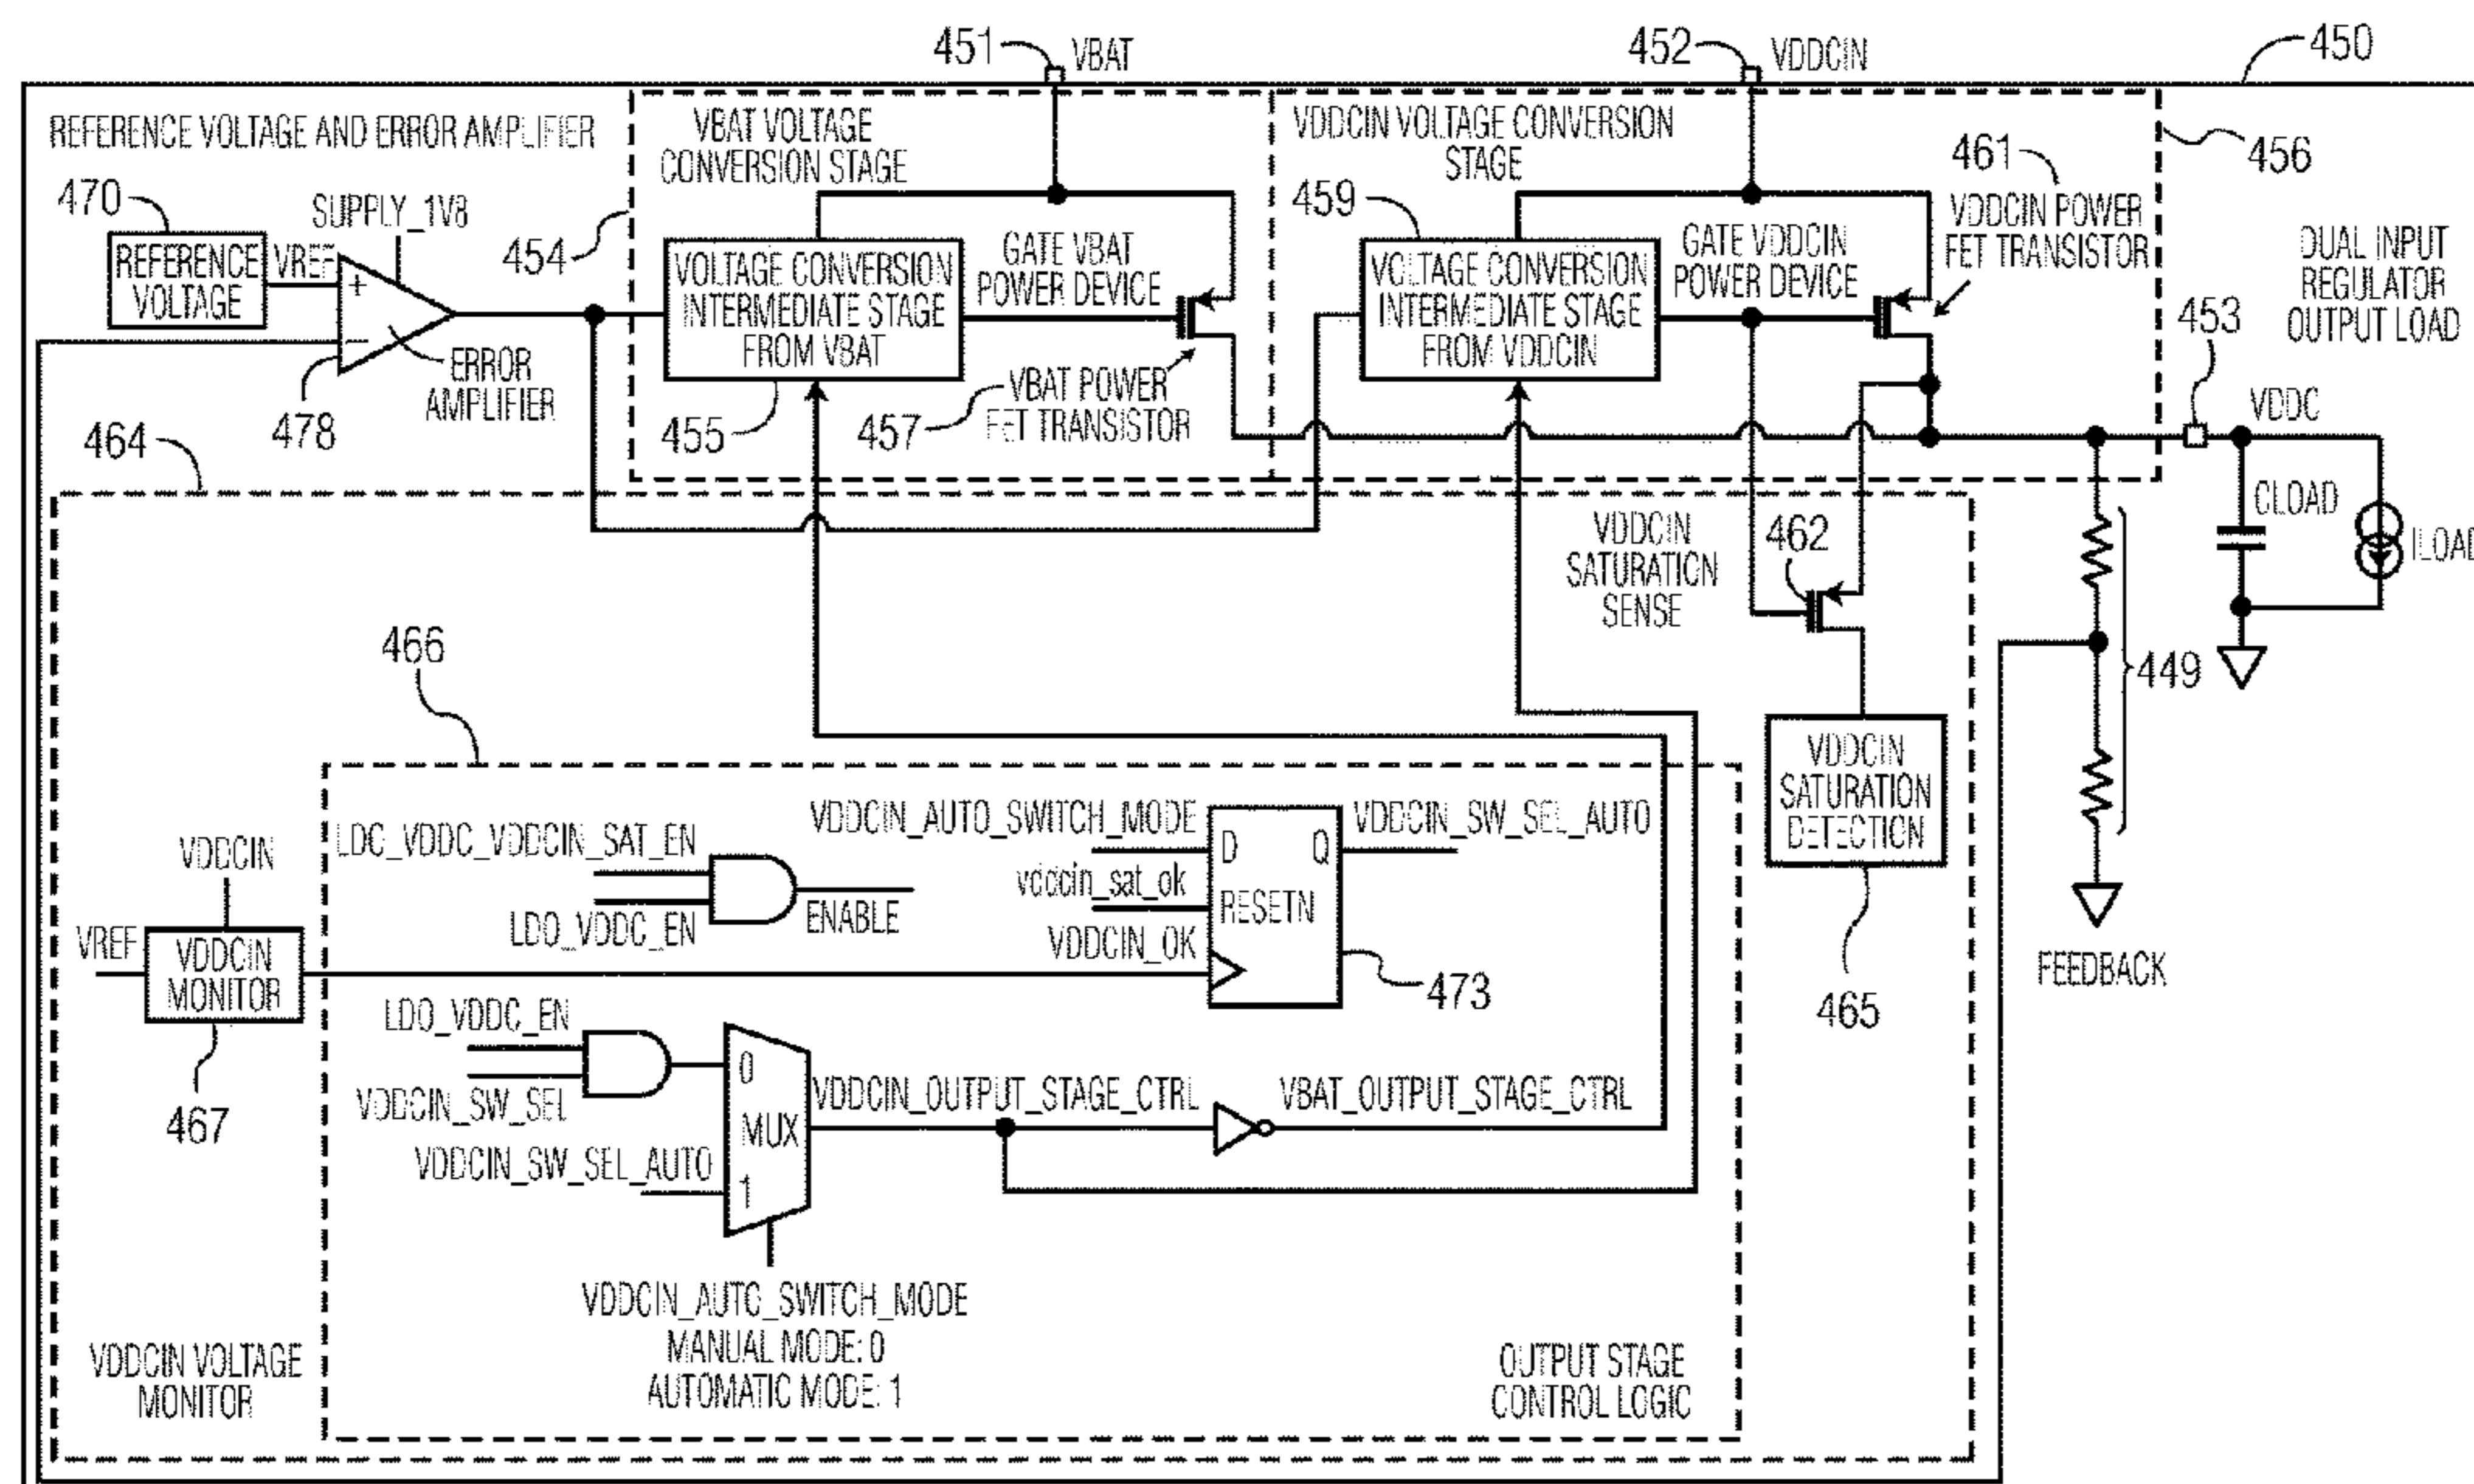 451
VBAT
452
VDDCIN
450
REFERENCE VOLTAGE AND ERROR AMPLIFIER
VBAT VOLTAGE
CONVERSION STAGE
VDDCIN VOLTAGE CONVERSION
STAGE
456
470
SUPPLY_1V8
454
459
461
VDDCIN POWER
FET TRANSISTOR
REFERENCE
VOLTAGE
VREF
+
−
ERROR
AMPLIFIER
478
VOLTAGE CONVERSION
INTERMEDIATE STAGE
FROM VBAT
455
GATE VBAT
POWER DEVICE
457
VBAT POWER
FET TRANSISTOR
VOLTAGE CONVERSION
INTERMEDIATE STAGE
FROM VDDCIN
GATE VDDCIN
POWER DEVICE
DUAL INPUT
REGULATOR
OUTPUT LOAD
453
VDDC
464
CLOAD
ILOAD
VDDCIN
SATURATION
SENSE
462
449
466
VDDCIN
SATURATION
DETECTION
465
FEEDBACK
LDC_VDDC_VDDCIN_SAT_EN
LDO_VDDC_EN
ENABLE
VDDCIN_AUTO_SWITCH_MODE
vddcin_sat_ok
VDDCIN_OK
D
Q
RESETN
VDDCIN_SW_SEL_AUTO
473
VDDCIN
VREF
VDDCIN
MONITOR
467
LDO_VDDC_EN
VDDCIN_SW_SEL
VDDCIN_SW_SEL_AUTO
0
MUX
1
VDDCIN_OUTPUT_STAGE_CTRL
VBAT_OUTPUT_STAGE_CTRL
VDDCIN_AUTO_SWITCH_MODE
MANUAL MODE: 0
AUTOMATIC MODE: 1
VDDCIN VOLTAGE
MONITOR
OUTPUT STAGE
CONTROL LOGIC